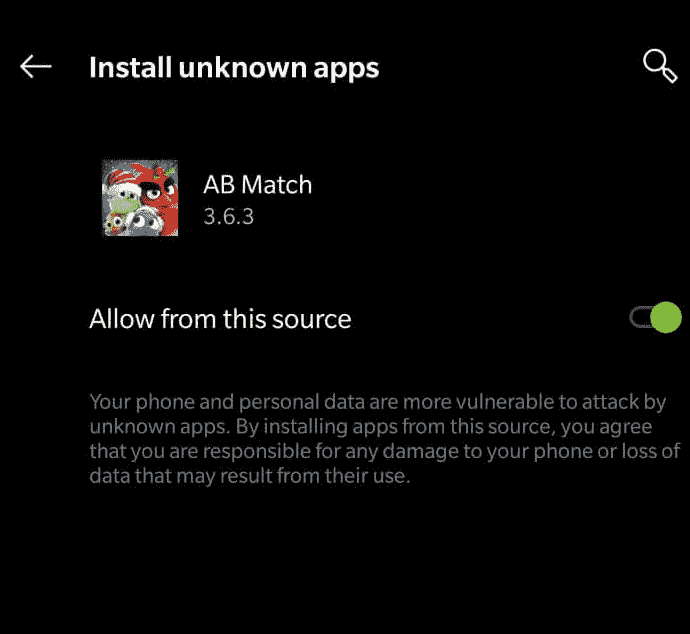 Install unknown apps
AB Match
3.6.3
Allow from this source
Your phone and personal data are more vulnerable to attack by
unknown apps. By installing apps from this source, you agree
that you are responsible for any damage to your phone or loss of
data that may result from their use.